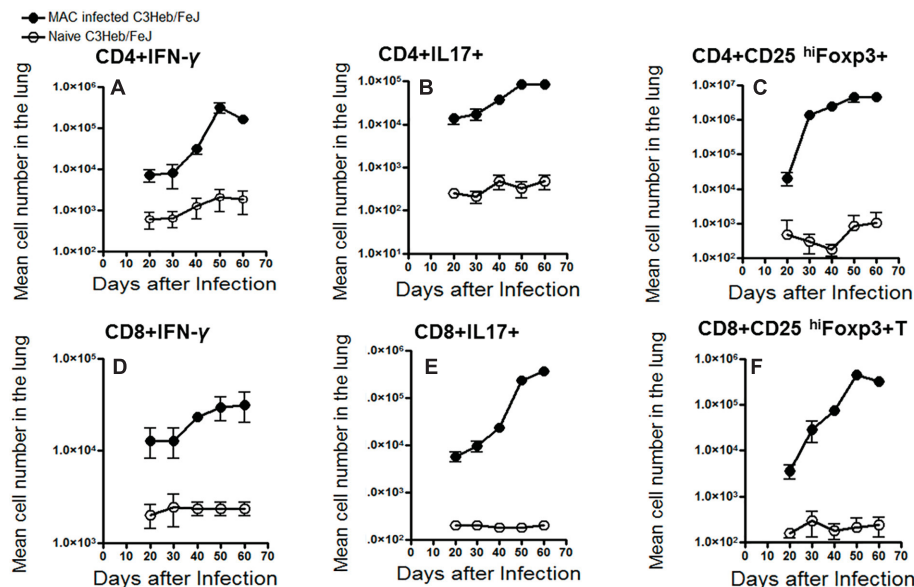 MAC infected C3Heb/FeJ
Naive C3Heb/FeJ
CD4+IFN-γ
CD4+IL17+
CD4+CD25 hiFoxp3+
A
B
C
Mean cell number in the lung
1.0×10⁶
1.0×10⁵
1.0×10⁴
1.0×10³
1.0×10²
0 10 20 30 40 50 60 70
Days after Infection
Mean cell number in the lung
1.0×10⁵
1.0×10⁴
1.0×10³
1.0×10²
1.0×10¹
0 10 20 30 40 50 60 70
Days after Infection
Mean cell number in the lung
1.0×10⁷
1.0×10⁶
1.0×10⁵
1.0×10⁴
1.0×10³
1.0×10²
0 10 20 30 40 50 60 70
Days after Infection
CD8+IFN-γ
CD8+IL17+
CD8+CD25 hiFoxp3+T
D
E
F
Mean cell number in the lung
1.0×10⁵
1.0×10⁴
1.0×10³
0 10 20 30 40 50 60 70
Days after Infection
Mean cell number in the lung
.0×10⁶
.0×10⁵
.0×10⁴
.0×10³
.0×10²
0 10 20 30 40 50 60 70
Days after Infection
Mean cell number in the lung
1.0×10⁶
1.0×10⁵
1.0×10⁴
1.0×10³
1.0×10²
0 10 20 30 40 50 60 70
Days after Infection